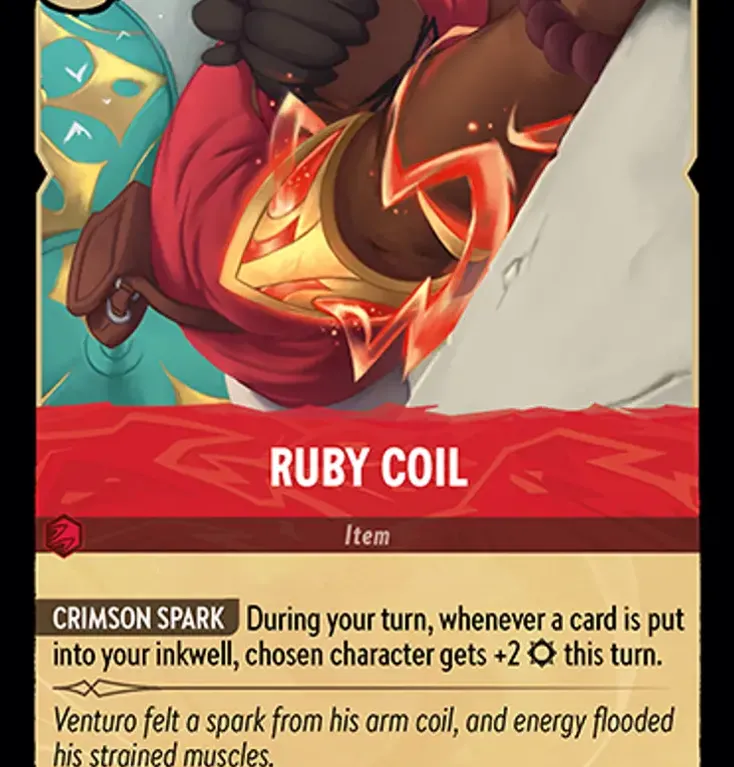 RUBY COIL
Item
CRIMSON SPARK During your turn, whenever a card is put
into your inkwell, chosen character gets +2 this turn.
Venturo felt a spark from his arm coil, and energy flooded
his strained muscles.